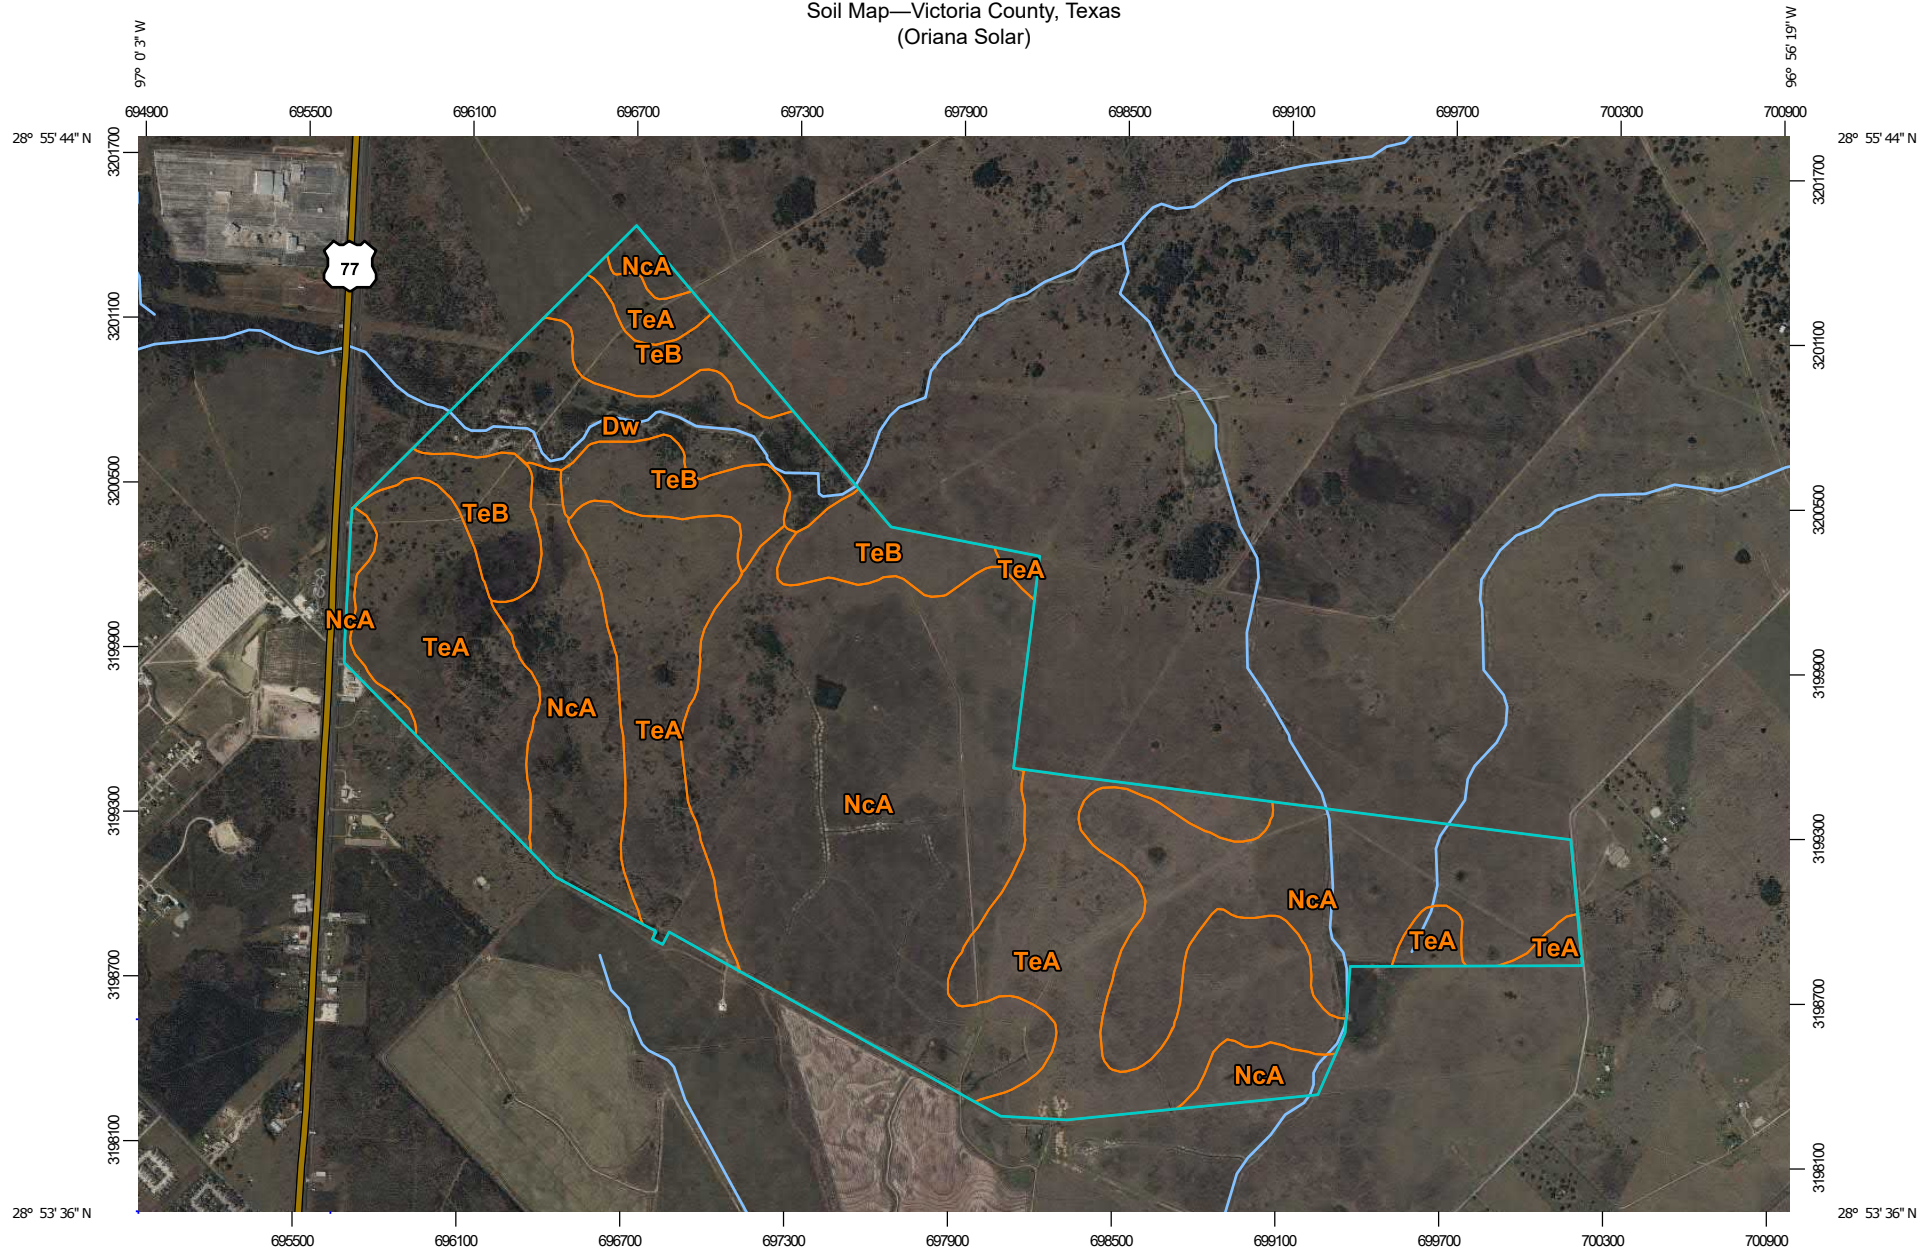 Soil Map—Victoria County, Texas
(Oriana Solar)
97° 0' 3'' W
96° 56' 19'' W
694900 695500 696100 696700 697300 697900 698500 699100 699700 700300 700900
28° 55' 44'' N
28° 55' 44'' N
3201700
3201700
77
NcA
TeA
3201100
3201100
TeB
Dw
TeB
3200500
3200500
TeB
TeB
TeA
NcA
TeA
3199900
3199900
NcA
TeA
NcA
3199300
3199300
NcA
TeA
TeA
TeA
3198700
3198700
NcA
3198100
3198100
28° 53' 36'' N
28° 53' 36'' N
695500 696100 696700 697300 697900 698500 699100 699700 700300 700900